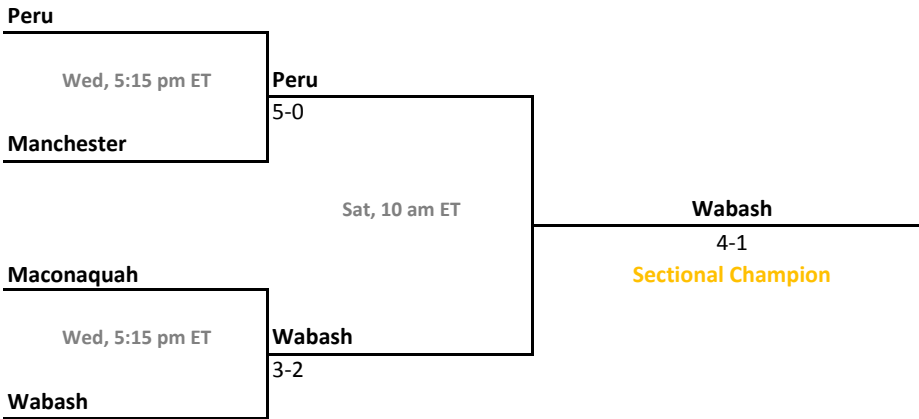 Peru
Wed, 5:15 pm ET
Peru
5-0
Manchester
Sat, 10 am ET
Wabash
4-1
Sectional Champion
Maconaquah
Wed, 5:15 pm ET
Wabash
3-2
Wabash